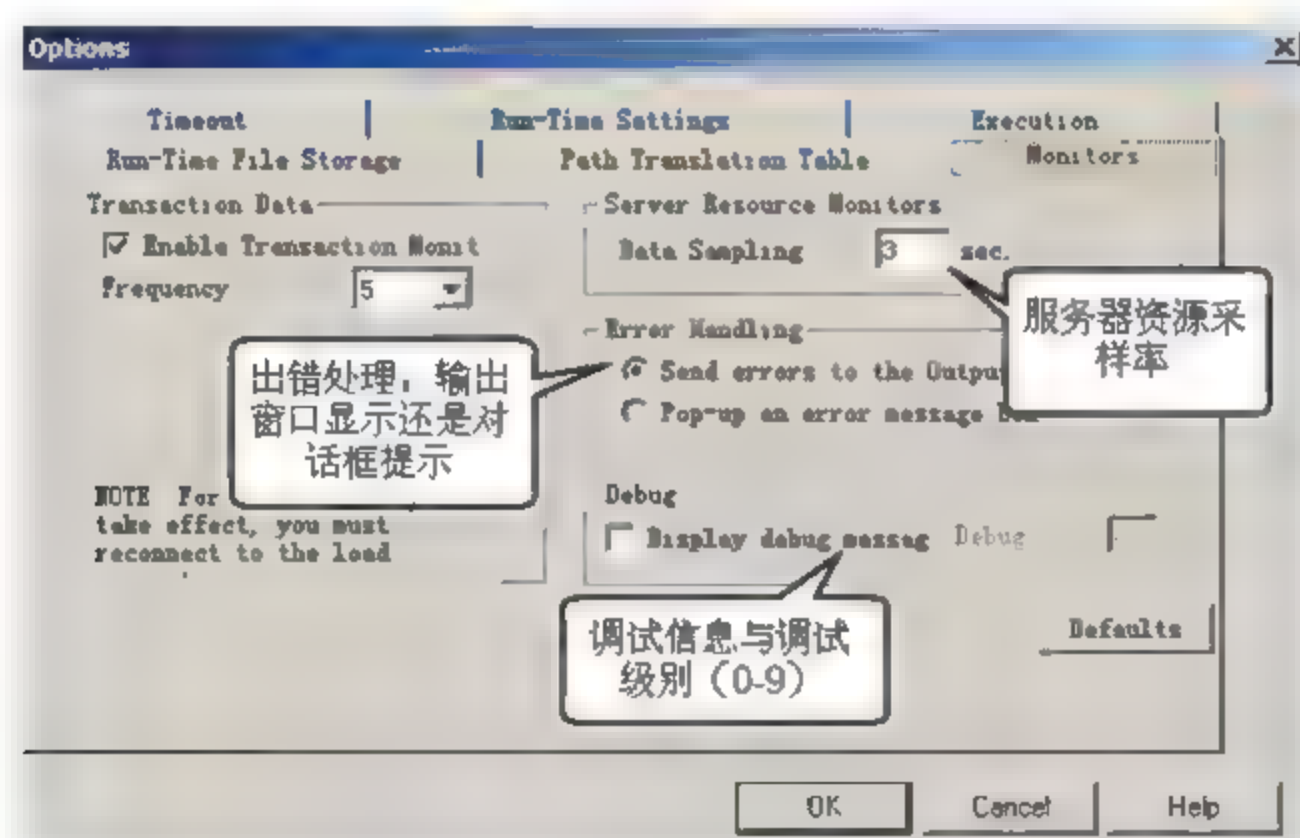 Options
Timeout
Run-Time Settings
Execution
Run-Time File Storage
Path Translation Table
Monitors
Transaction Data
Enable Transaction Monit
Frequency
5
Server Resource Monitors
Data Sampling
3
sec.
服务器资源采
样率
Error Handling
Send errors to the Outpu
Pop-up an error message
出错处理，输出
窗口显示还是对
话框提示
NOTE For
take effect, you must
reconnect to the load
Debug
Display debug messag
Debug
调试信息与调试
级别（0-9）
Defaults
OK
Cancel
Help